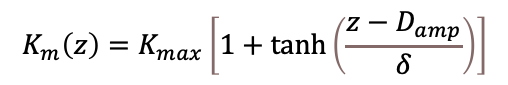 K_m(z) = K_max [1 + tanh((z − D_amp)/δ)]